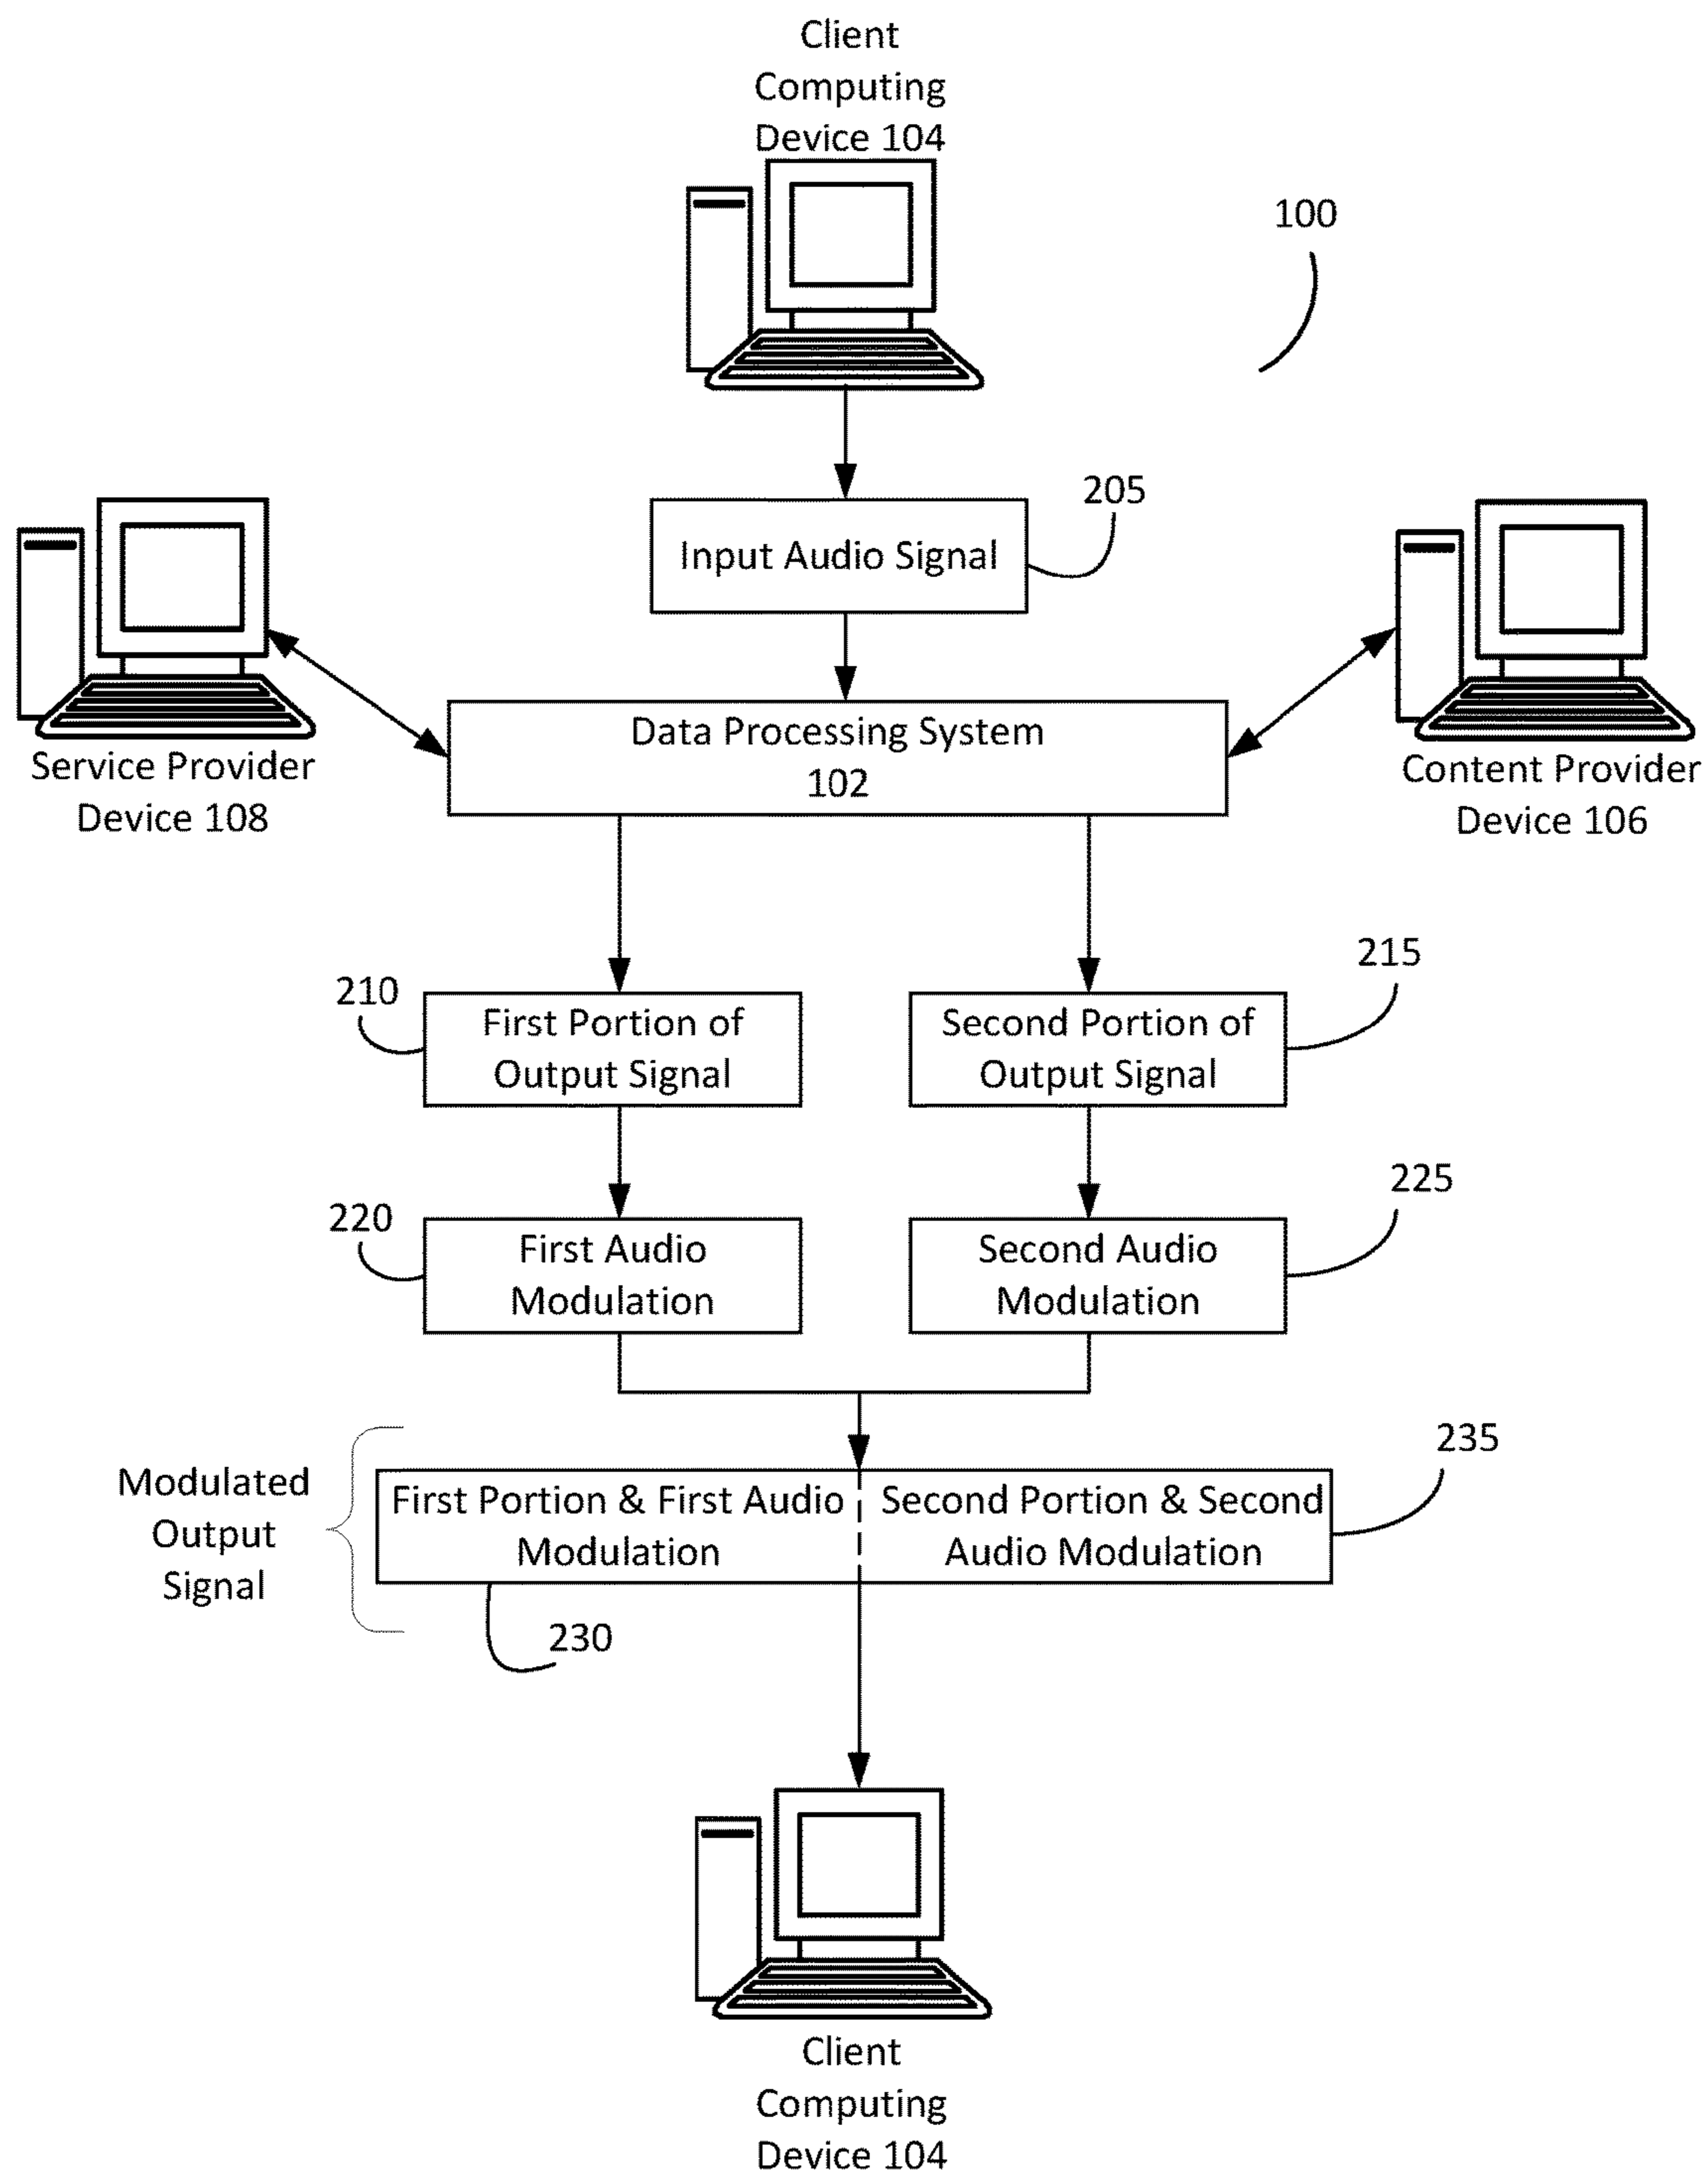 Client
Computing
Device 104
100
205
Input Audio Signal
Data Processing System
102
Service Provider
Device 108
Content Provider
Device 106
210
First Portion of
Output Signal
215
Second Portion of
Output Signal
220
First Audio
Modulation
225
Second Audio
Modulation
235
Modulated
Output
Signal
First Portion & First Audio
Modulation
Second Portion & Second
Audio Modulation
230
Client
Computing
Device 104